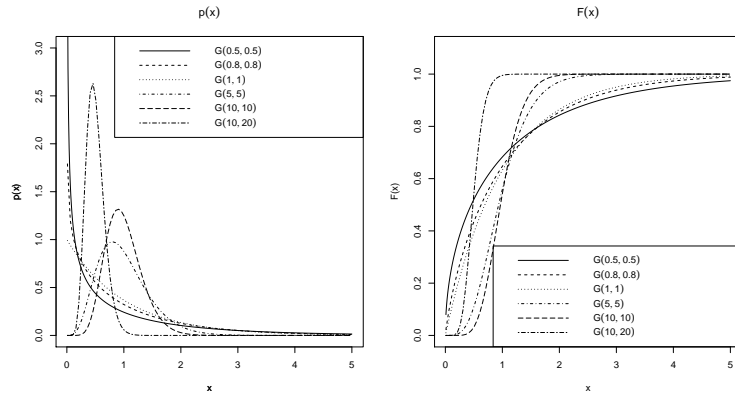 p(x)
3.0
2.5
2.0
1.5
1.0
0.5
0.0
p(x)
G(0.5, 0.5)
G(0.8, 0.8)
G(1, 1)
G(5, 5)
G(10, 10)
G(10, 20)
0 1 2 3 4 5
x
F(x)
1.0
0.8
0.6
0.4
0.2
0.0
F(x)
G(0.5, 0.5)
G(0.8, 0.8)
G(1, 1)
G(5, 5)
G(10, 10)
G(10, 20)
0 1 2 3 4 5
x